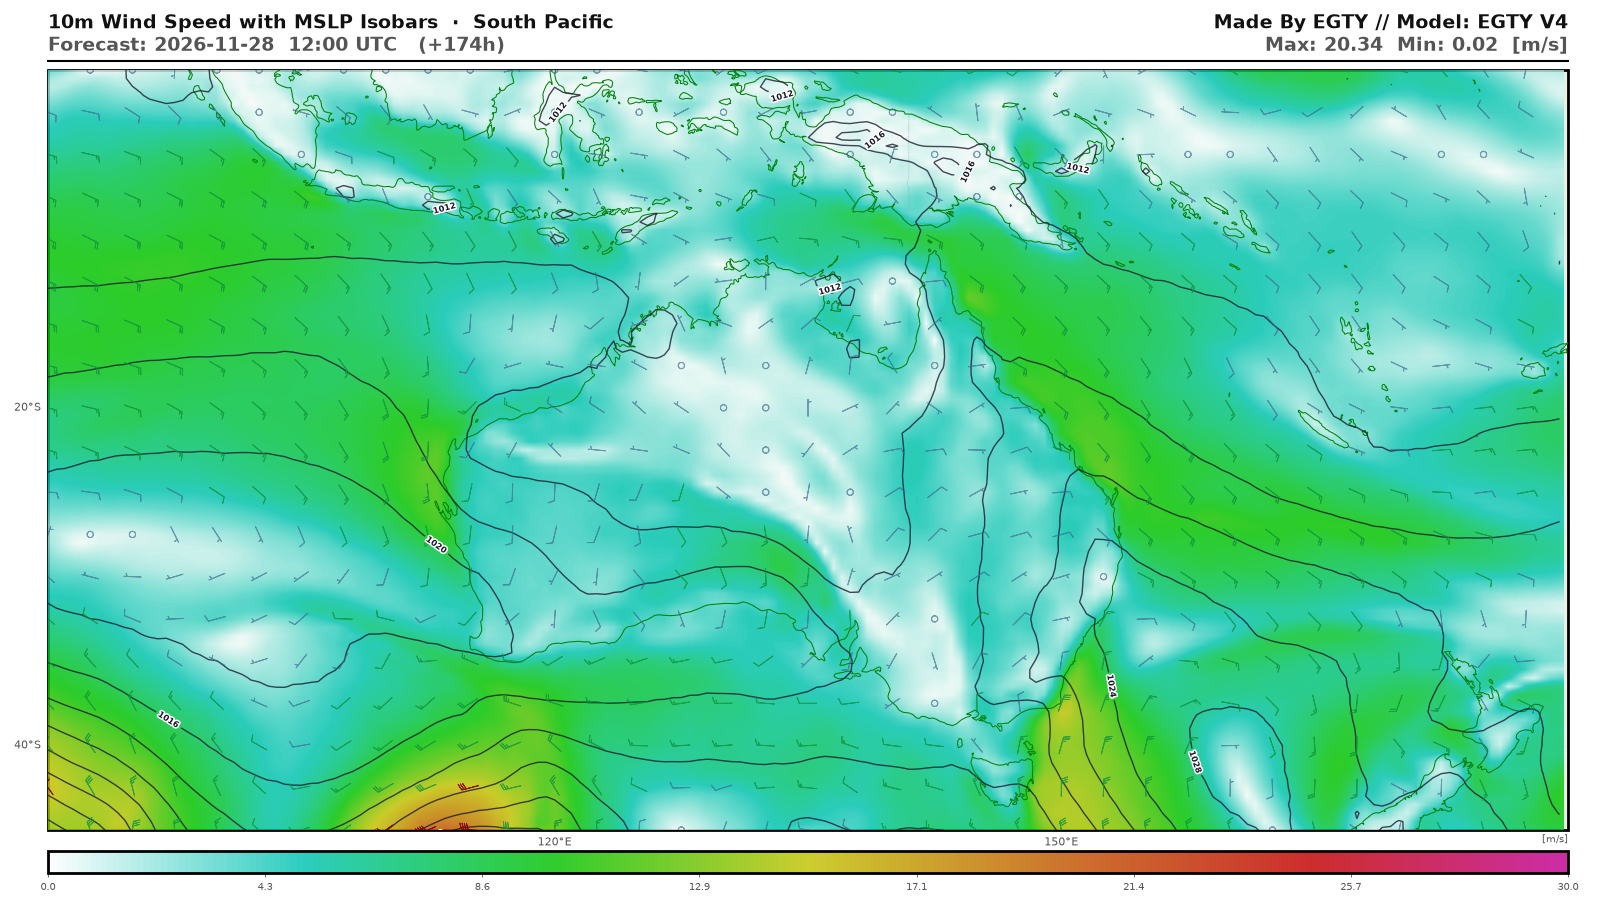 10m Wind Speed with MSLP Isobars · South Pacific
Made By EGTY // Model: EGTY V4
Forecast: 2026-11-28 12:00 UTC (+174h)
Max: 20.34 Min: 0.02 [m/s]
1012
1012
1016
1016
1012
1012
1012
20°S
1020
1024
1016
40°S
1028
120°E
150°E
[m/s]
0.0
4.3
8.6
12.9
17.1
21.4
25.7
30.0